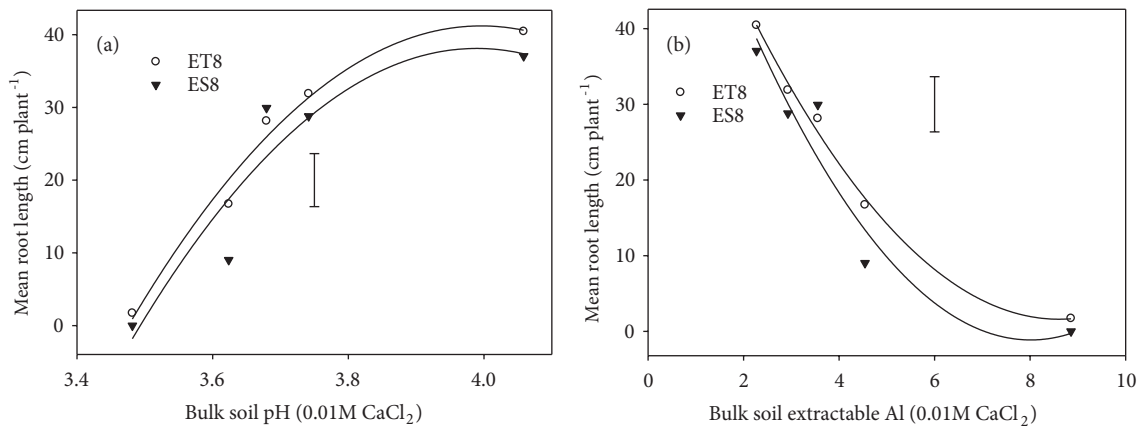 (a)
ET8
ES8
Mean root length (cm plant⁻¹)
40
30
20
10
0
3.4 3.6 3.8 4.0
Bulk soil pH (0.01M CaCl₂)
(b)
ET8
ES8
Mean root length (cm plant⁻¹)
40
30
20
10
0
0 2 4 6 8 10
Bulk soil extractable Al (0.01M CaCl₂)